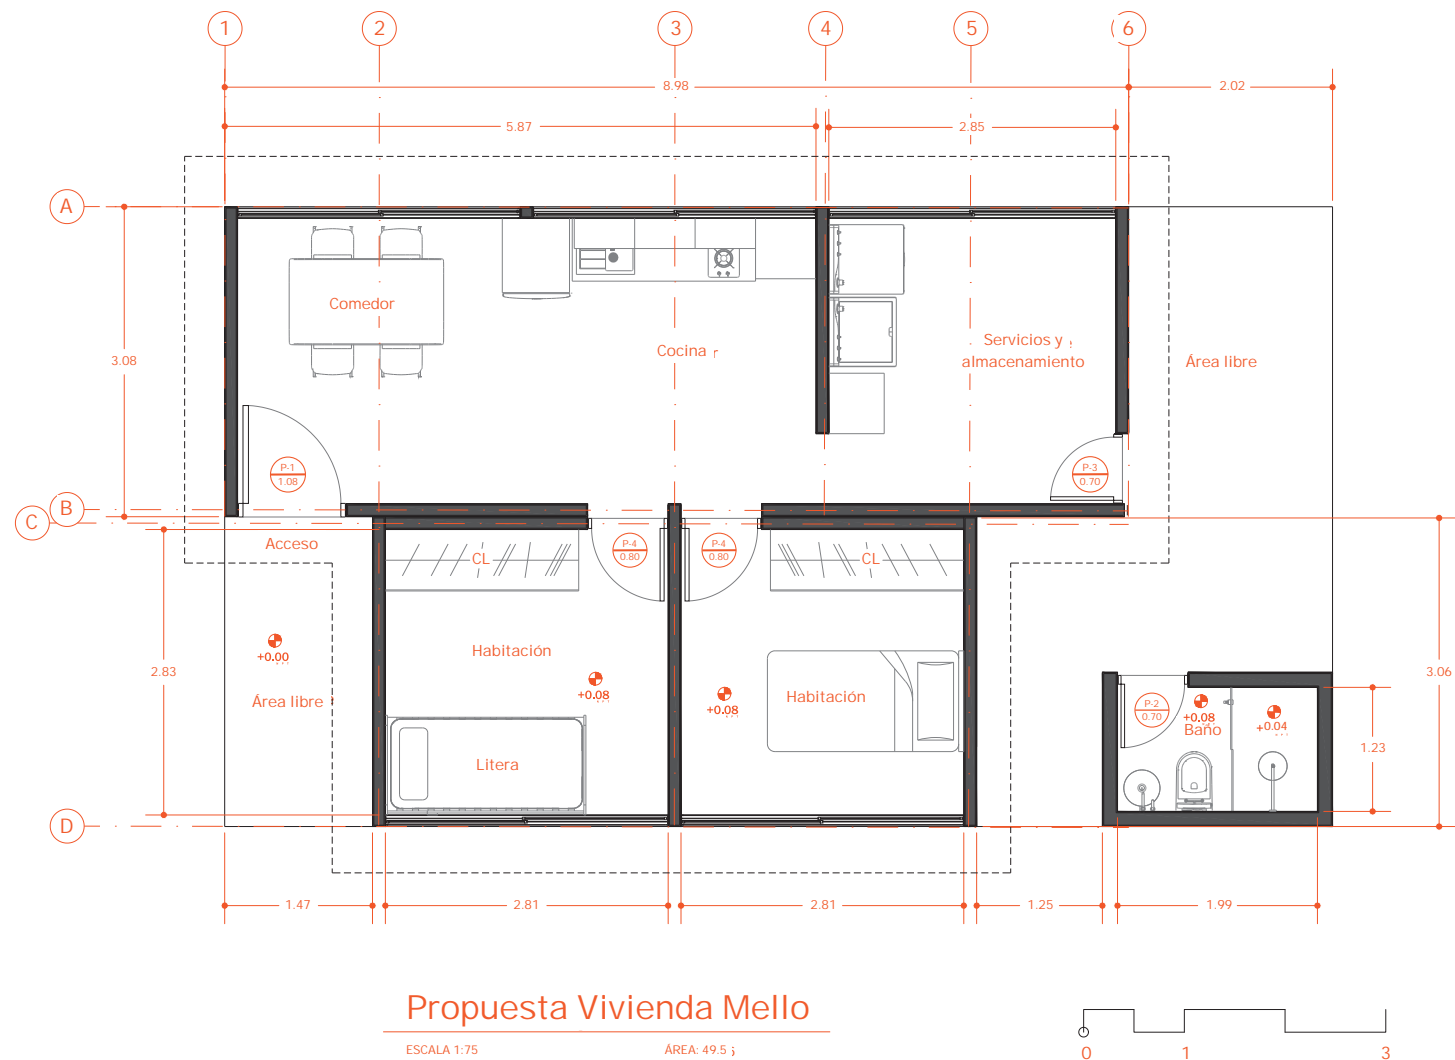 1 2 3 4 5 6
8.98 2.02
5.87 2.85
A
Comedor
3.08
Cocina
Servicios y
almacenamiento
Área libre
P-1
1.08
P-3
0.70
B
C
Acceso
P-4
0.80
P-4
0.80
CL CL
+0.00
2.83
Habitación
+0.08
Área libre
+0.08
Habitación
3.06
P-2
0.70
+0.08
Baño
+0.04
1.23
Litera
D
1.47 2.81 2.81 1.25 1.99
Propuesta Vivienda Mello
ESCALA 1:75 ÁREA: 49.5
0 1 3